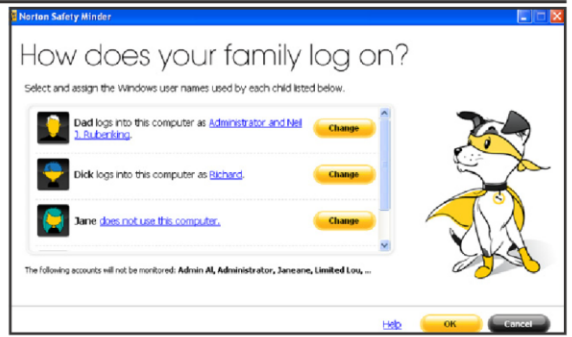 Norton Safety Minder
How does your family log on?
Select and assign the Windows user names used by each child listed below.
Dad logs into this computer as Administrator and Neil
J. Rubenking.
Change
Dick logs into this computer as Richard.
Change
Jane does not use this computer.
Change
The following accounts will not be monitored: Admin Al, Administrator, Janeane, Limited Lou, ...
Help
OK
Cancel